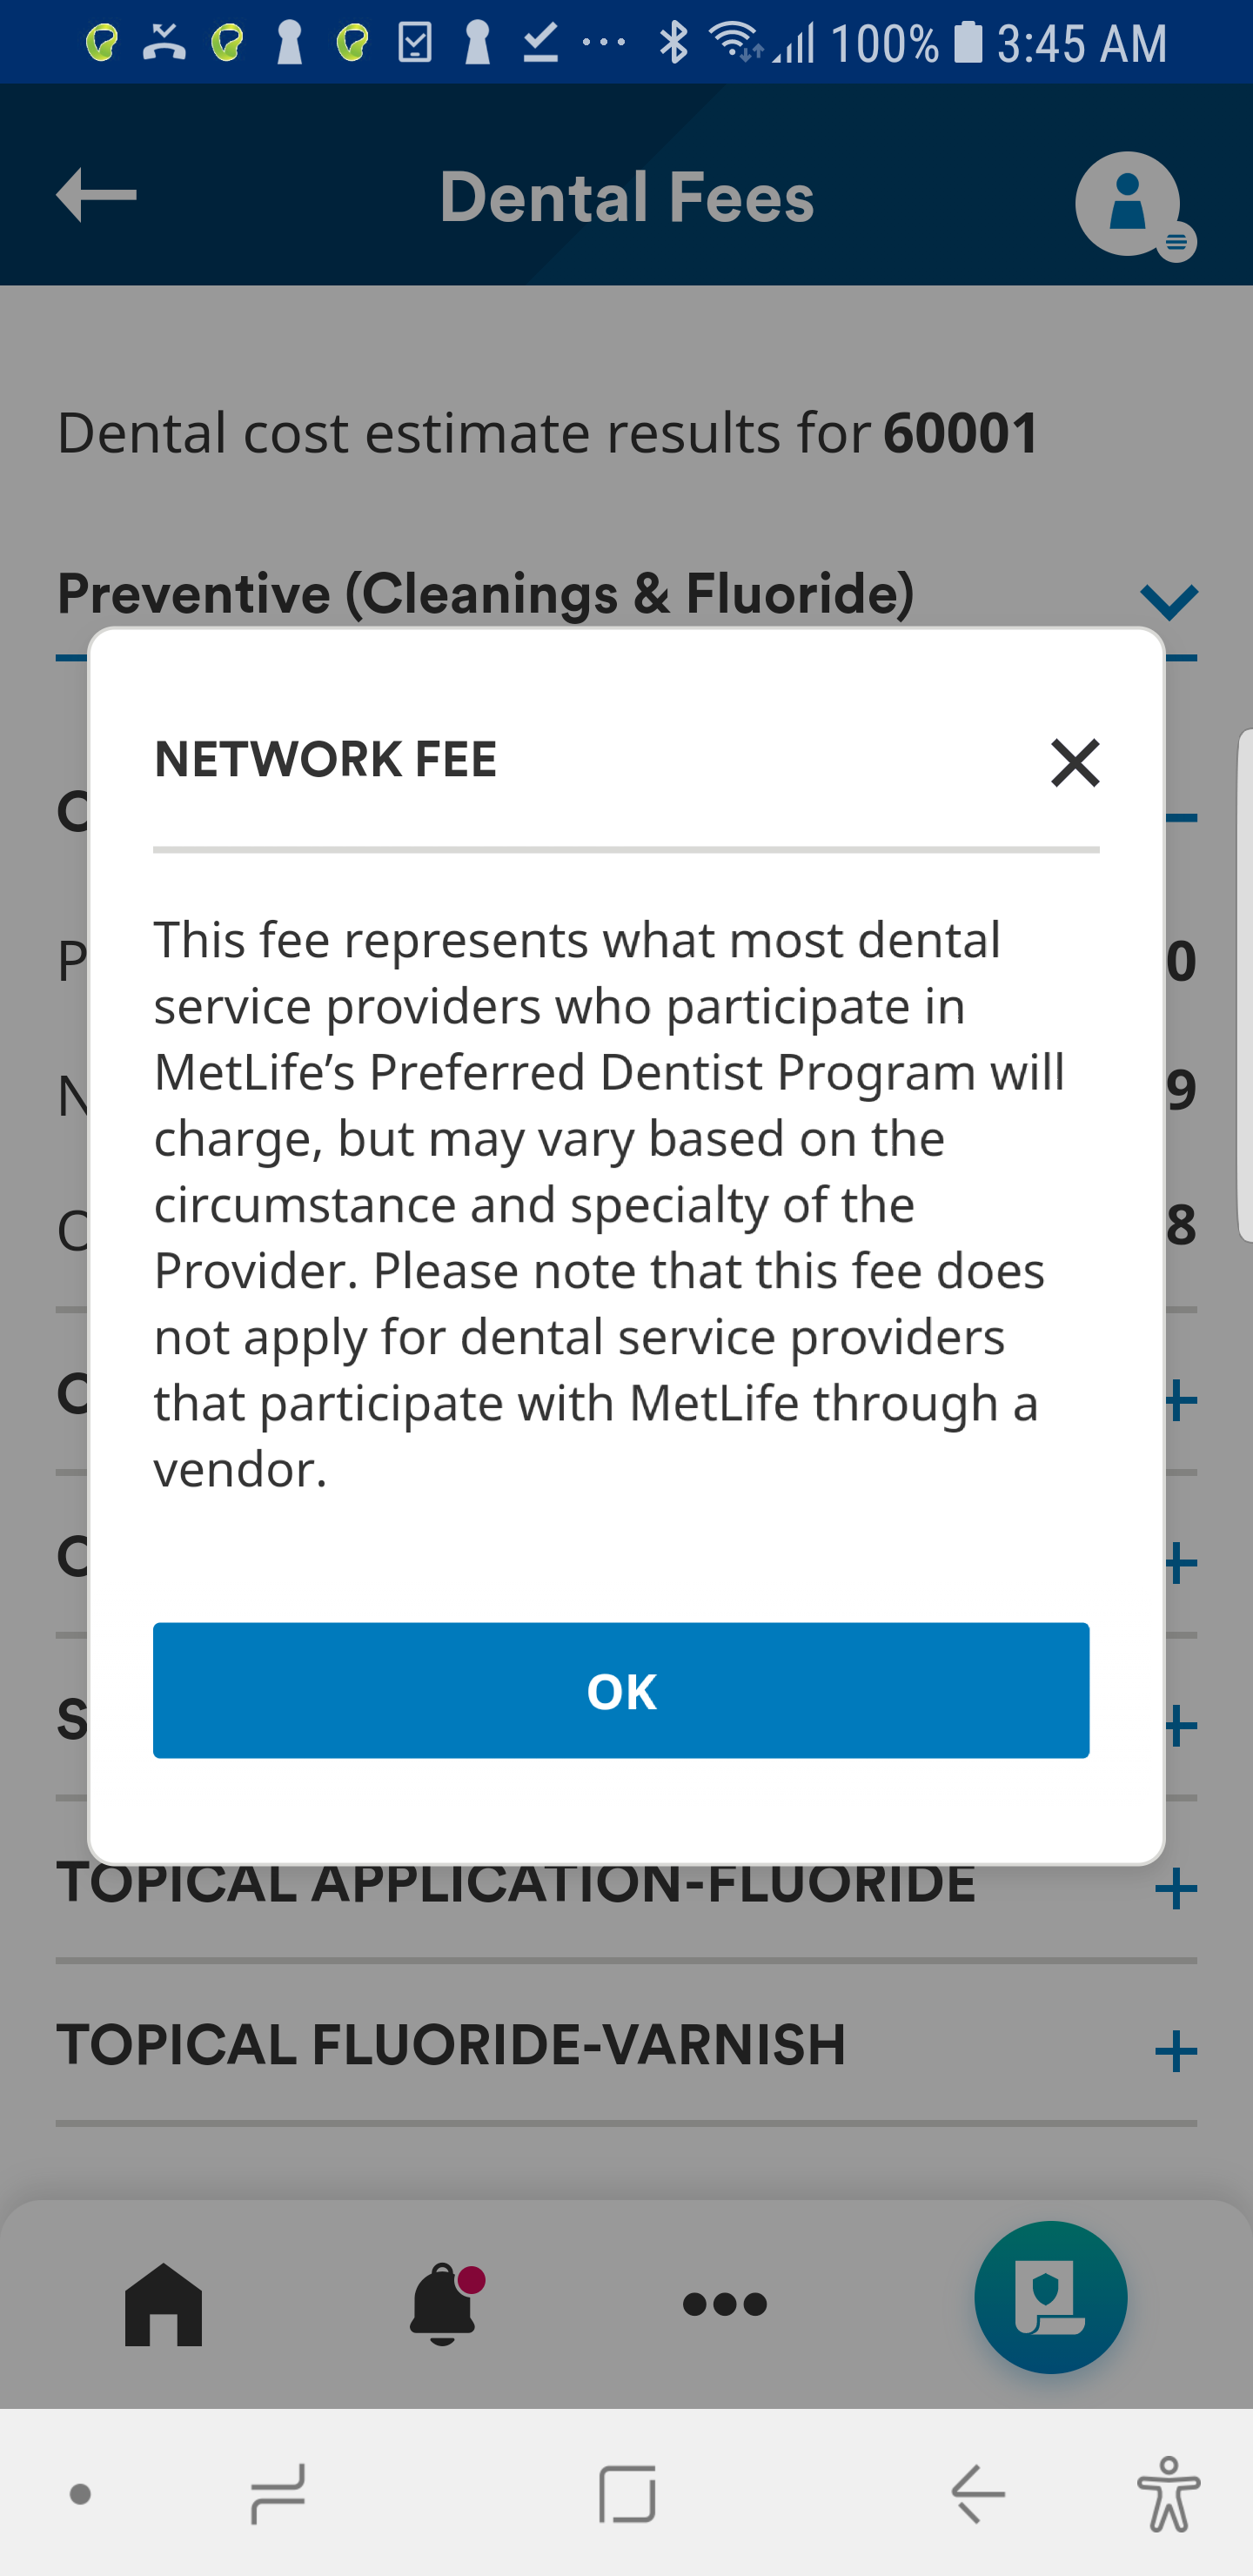 100% 3:45 AM
Dental Fees
Dental cost estimate results for 60001
Preventive (Cleanings & Fluoride)
NETWORK FEE
This fee represents what most dental
service providers who participate in
MetLife’s Preferred Dentist Program will
charge, but may vary based on the
circumstance and specialty of the
Provider. Please note that this fee does
not apply for dental service providers
that participate with MetLife through a
vendor.
OK
TOPICAL APPLICATION-FLUORIDE
TOPICAL FLUORIDE-VARNISH